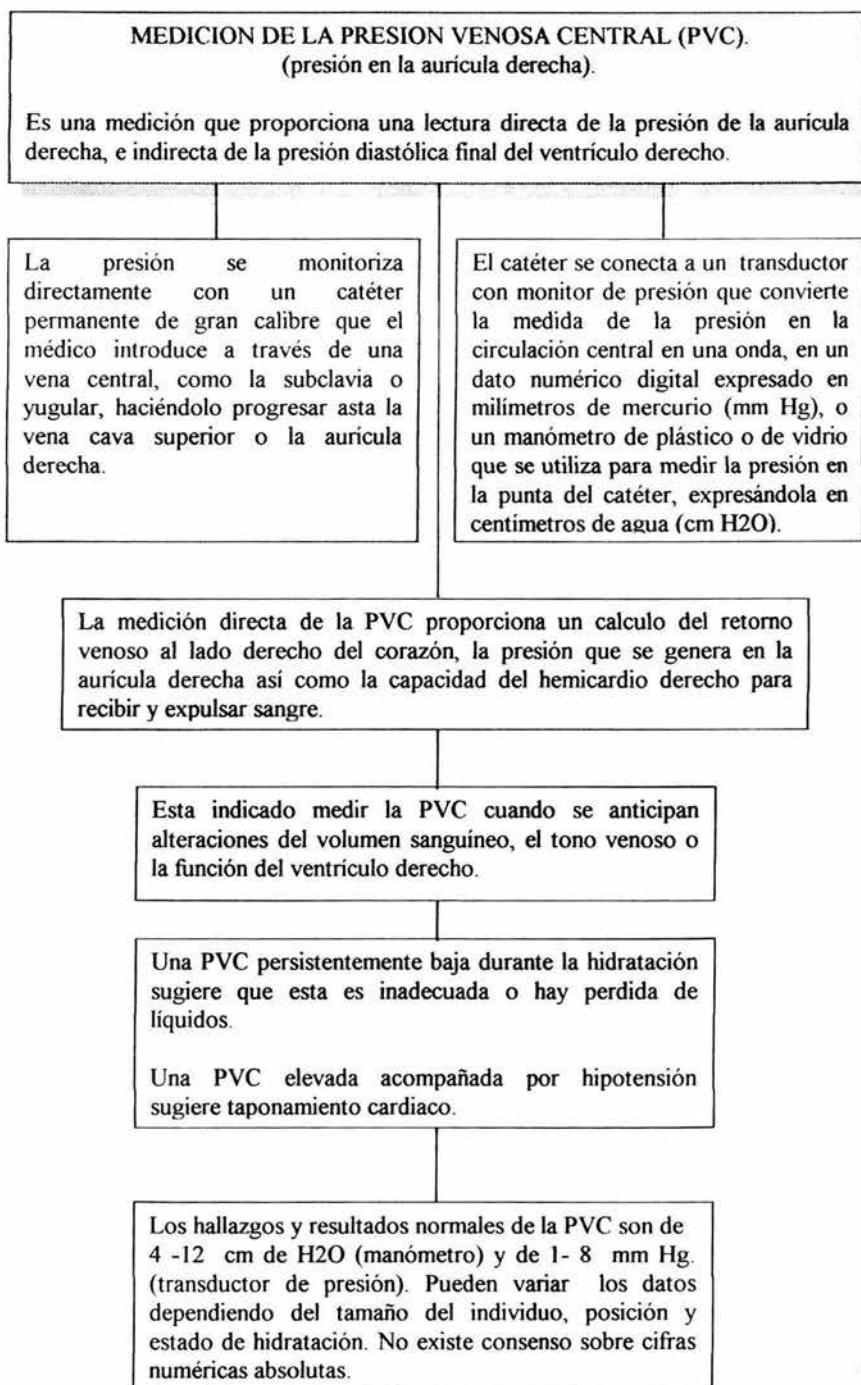 MEDICION DE LA PRESION VENOSA CENTRAL (PVC).
(presión en la aurícula derecha).
Es una medición que proporciona una lectura directa de la presión de la aurícula
derecha, e indirecta de la presión diastólica final del ventrículo derecho.
La presión se monitoriza
directamente con un catéter
permanente de gran calibre que el
médico introduce a través de una
vena central, como la subclavia o
yugular, haciéndolo progresar asta la
vena cava superior o la aurícula
derecha.
El catéter se conecta a un transductor
con monitor de presión que convierte
la medida de la presión en la
circulación central en una onda, en un
dato numérico digital expresado en
milímetros de mercurio (mm Hg), o
un manómetro de plástico o de vidrio
que se utiliza para medir la presión en
la punta del catéter, expresándola en
centímetros de agua (cm H2O).
La medición directa de la PVC proporciona un calculo del retorno
venoso al lado derecho del corazón, la presión que se genera en la
aurícula derecha así como la capacidad del hemicardio derecho para
recibir y expulsar sangre.
Esta indicado medir la PVC cuando se anticipan
alteraciones del volumen sanguíneo, el tono venoso o
la función del ventrículo derecho.
Una PVC persistentemente baja durante la hidratación
sugiere que esta es inadecuada o hay perdida de
líquidos.
Una PVC elevada acompañada por hipotensión
sugiere taponamiento cardiaco.
Los hallazgos y resultados normales de la PVC son de
4 -12 cm de H2O (manómetro) y de 1- 8 mm Hg.
(transductor de presión). Pueden variar los datos
dependiendo del tamaño del individuo, posición y
estado de hidratación. No existe consenso sobre cifras
numéricas absolutas.